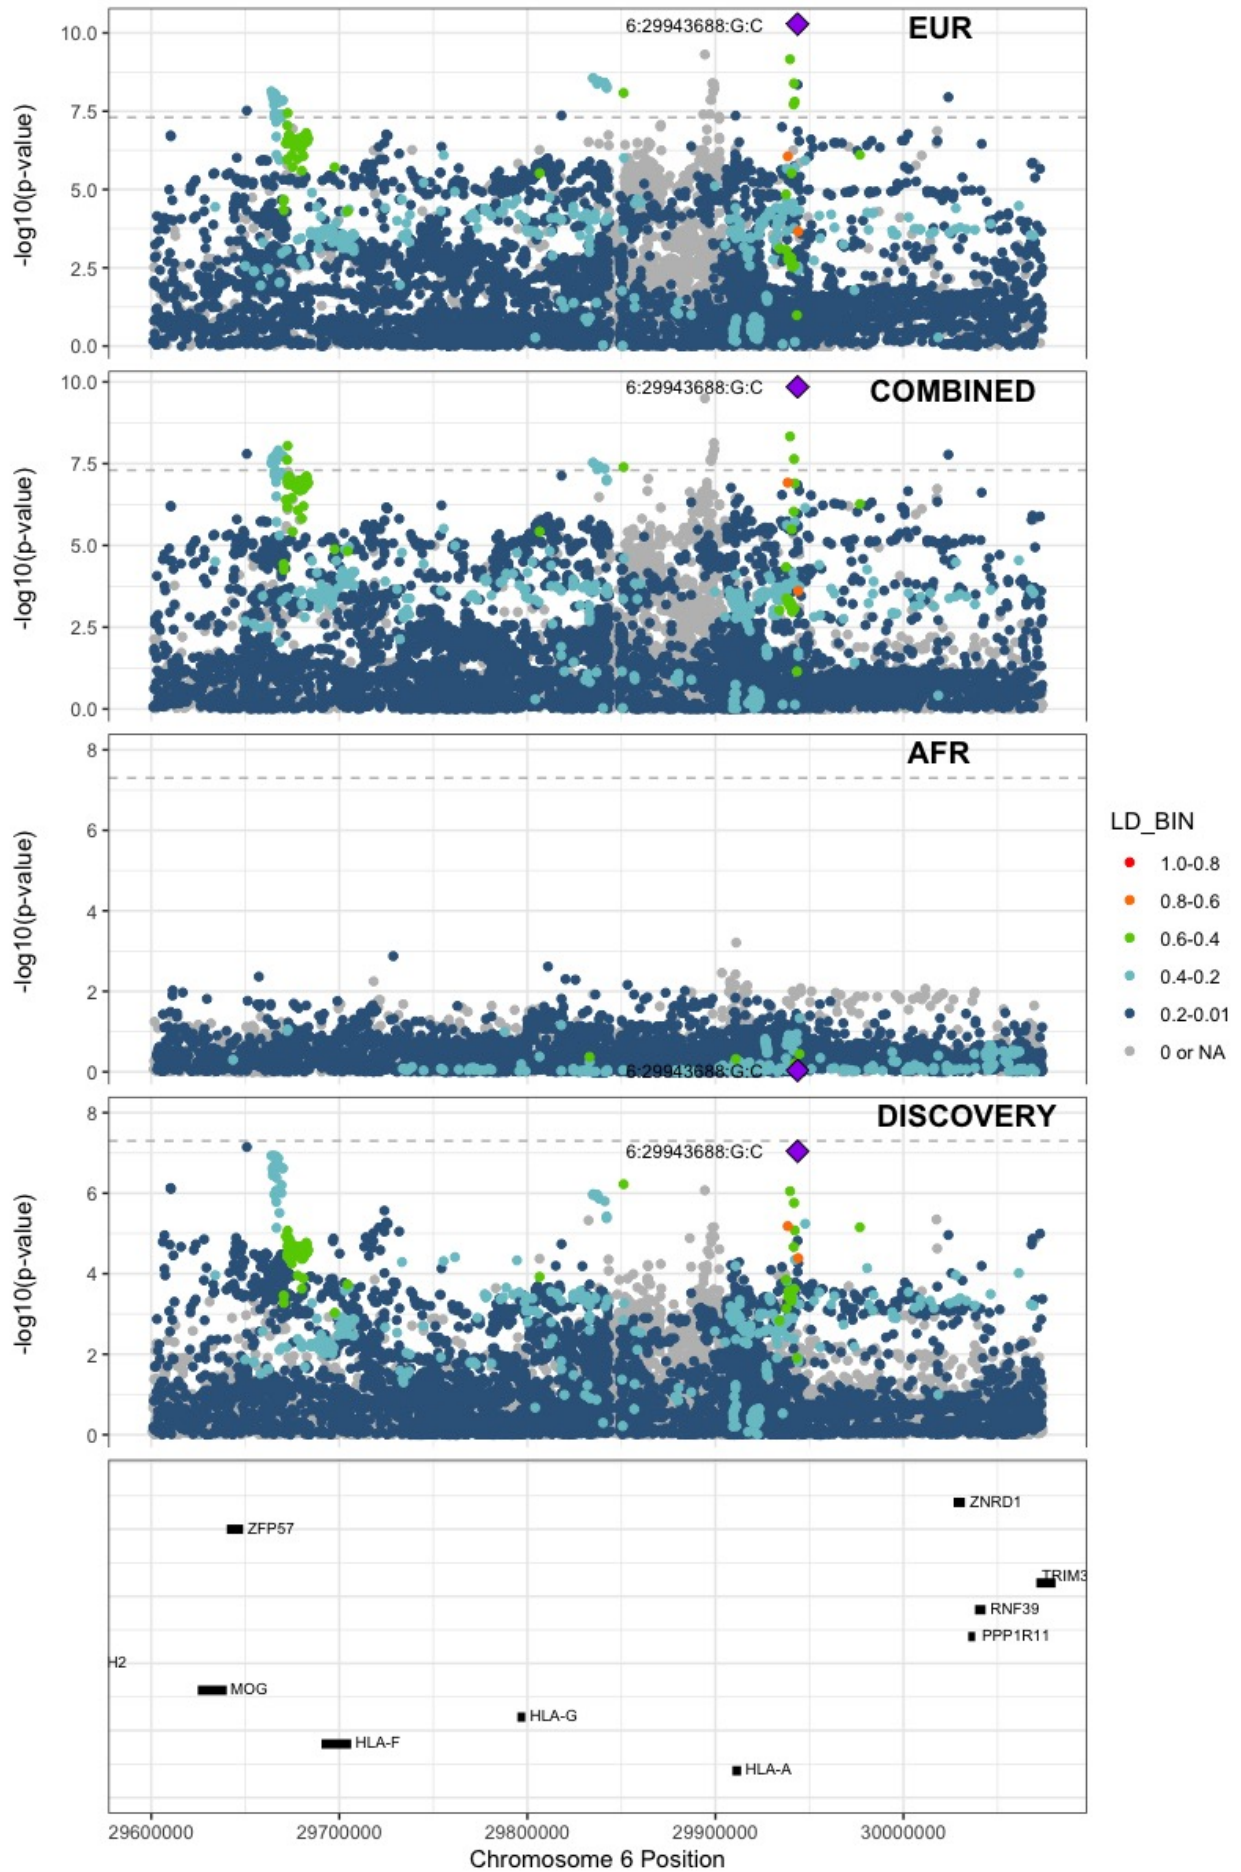 EUR
6:29943688:G:C
10.0
7.5
5.0
2.5
0.0
-log10(p-value)
COMBINED
6:29943688:G:C
10.0
7.5
5.0
2.5
0.0
-log10(p-value)
AFR
8
6
4
2
0
-log10(p-value)
6:29943688:G:C
LD_BIN
1.0-0.8
0.8-0.6
0.6-0.4
0.4-0.2
0.2-0.01
0 or NA
DISCOVERY
6:29943688:G:C
8
6
4
2
0
-log10(p-value)
ZNRD1
ZFP57
TRIM3
RNF39
PPP1R11
H2
MOG
HLA-G
HLA-F
HLA-A
29600000 29700000 29800000 29900000 30000000
Chromosome 6 Position